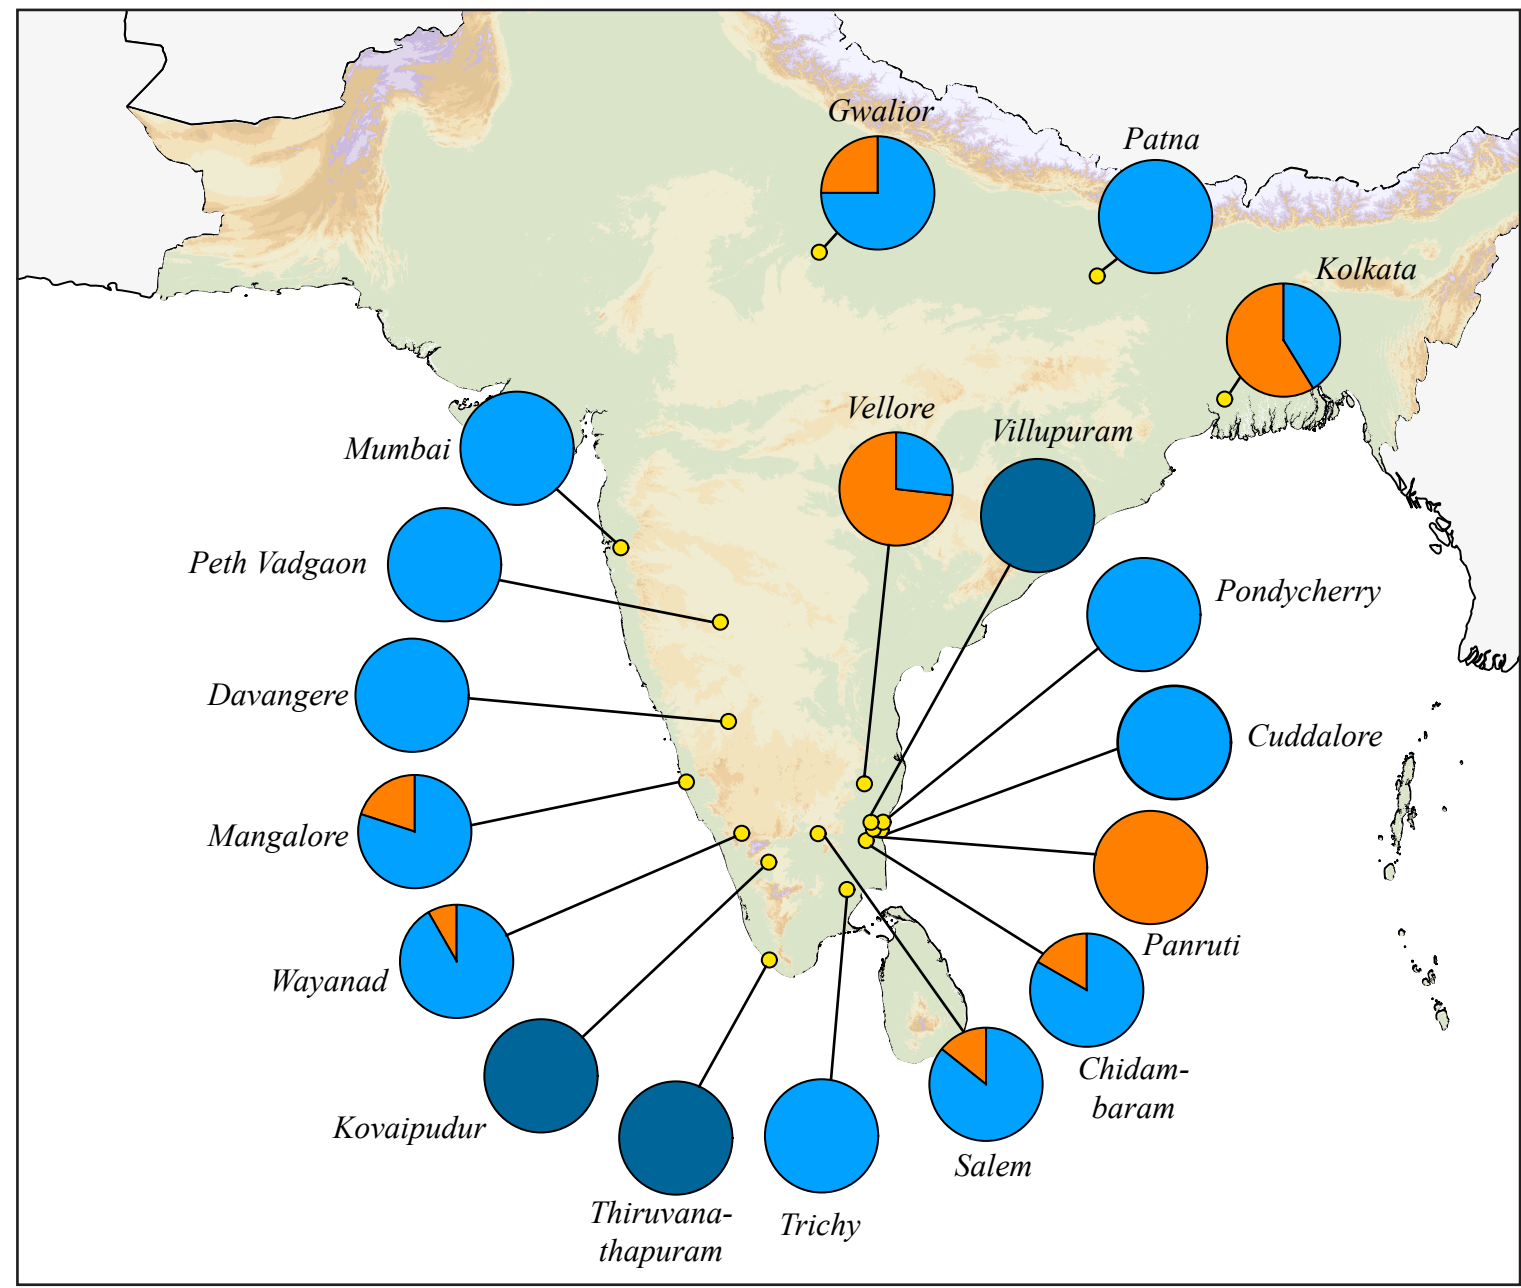 Gwalior
Patna
Kolkata
Vellore
Villupuram
Mumbai
Peth Vadgaon
Pondycherry
Davangere
Cuddalore
Mangalore
Panruti
Wayanad
Chidam-
baram
Kovaipudur
Salem
Thiruvana-
thapuram
Trichy